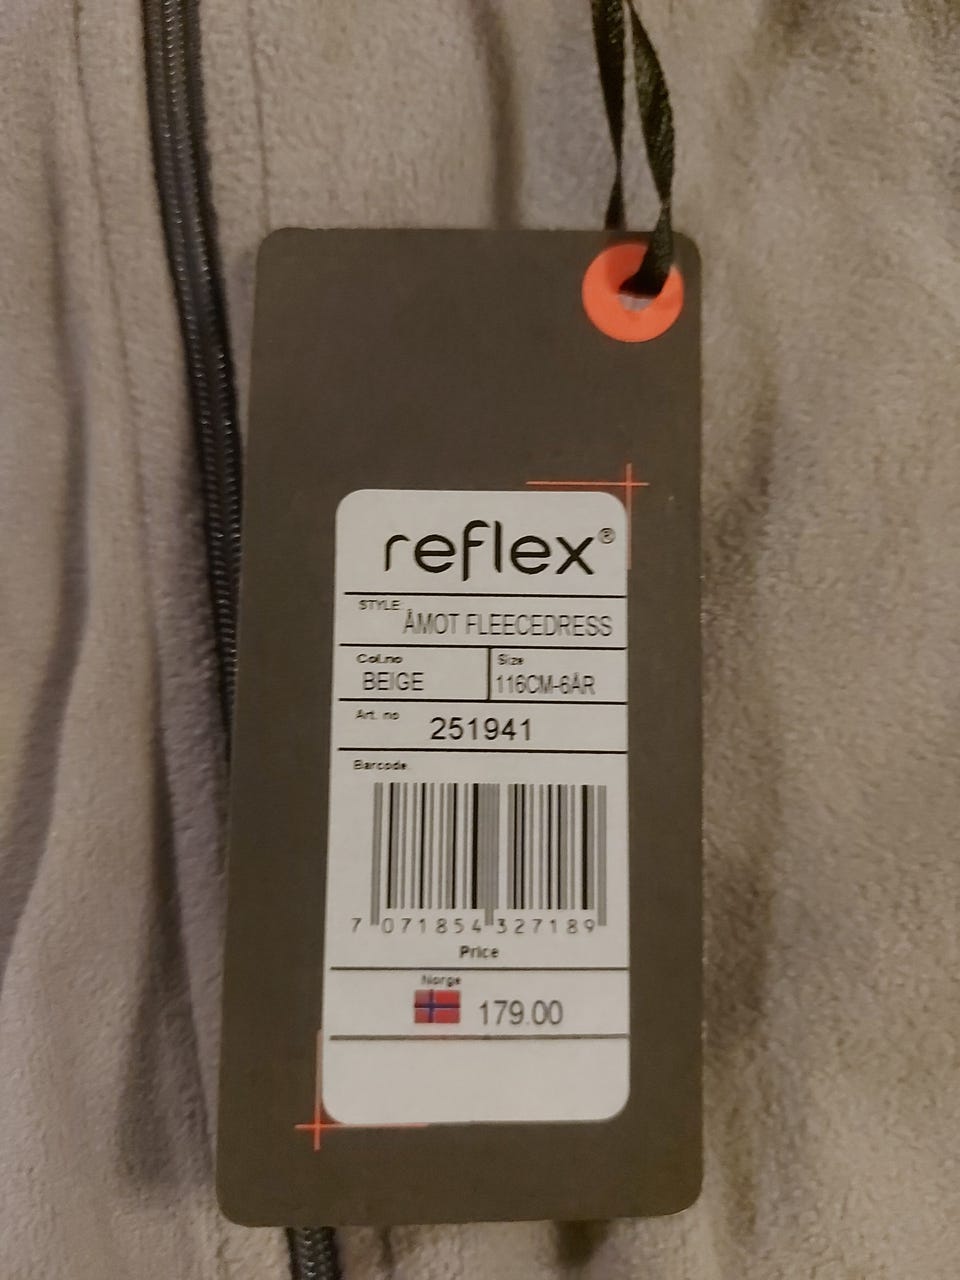 reflex®
STYLE: ÅMOT FLEECEDRESS
Col.no Size
BEIGE 116CM-6ÅR
Art. no 251941
Barcode.
7 071854 327189
Price
Norge
179.00